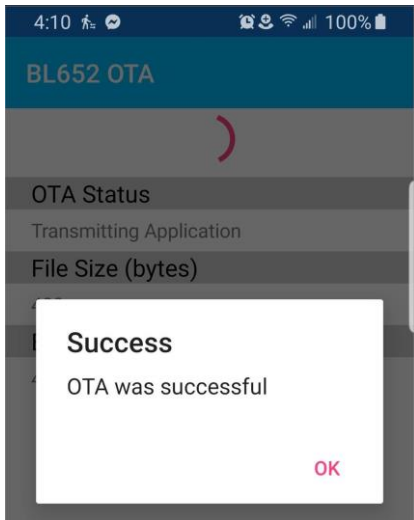 4:10 100%
BL652 OTA
OTA Status
Transmitting Application
File Size (bytes)
Success
OTA was successful
OK